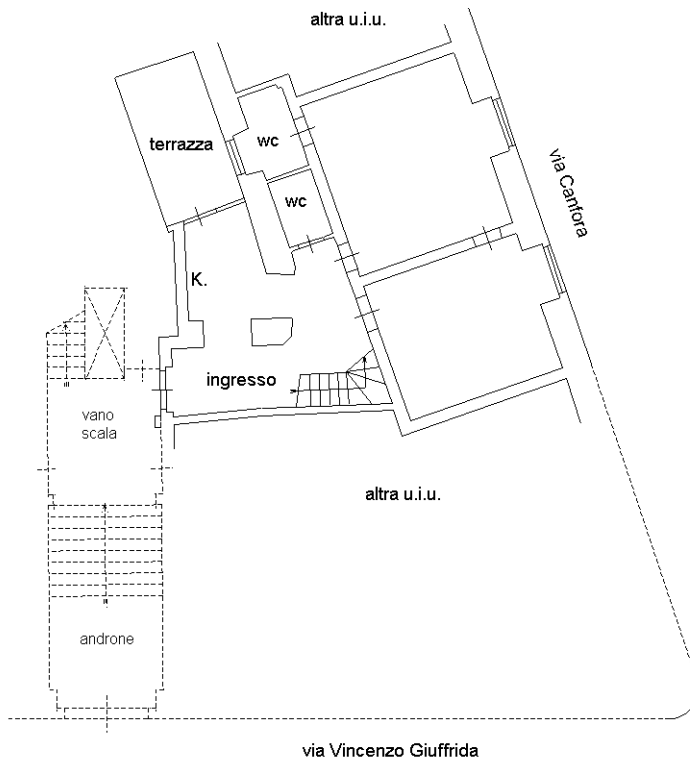 altra u.i.u.
terrazza
wc
via Canfora
wc
K.
ingresso
vano
scala
altra u.i.u.
androne
via Vincenzo Giuffrida